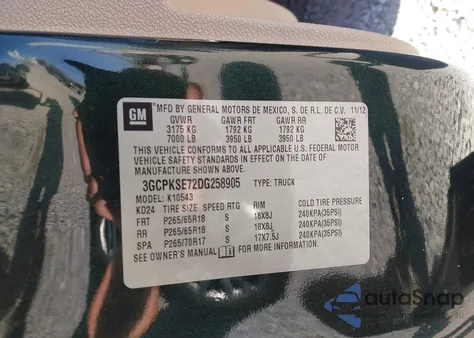 GM
MFD BY GENERAL MOTORS DE MEXICO, S. DE R.L. DE C.V. 11/12
GVWR GAWR FRT GAWR RR
3175 KG 1792 KG 1792 KG
7000 LB 3950 LB 3950 LB
THIS VEHICLE CONFORMS TO ALL APPLICABLE U.S. FEDERAL MOTOR
VEHICLE SAFETY STANDARDS IN EFFECT ON THE DATE OF
MANUFACTURE SHOWN ABOVE.
3GCPKSE72DG258905 TYPE: TRUCK
MODEL: K10543
KD24 TIRE SIZE SPEED RIM COLD TIRE PRESSURE
FRT P265/65R18 S 18X8J 240KPA(35PSI)
RR P265/65R18 S 18X8J 240KPA(35PSI)
SPA P265/70R17 S 17X7.5J 240KPA(35PSI)
SEE OWNER'S MANUAL FOR MORE INFORMATION.
autoSnap